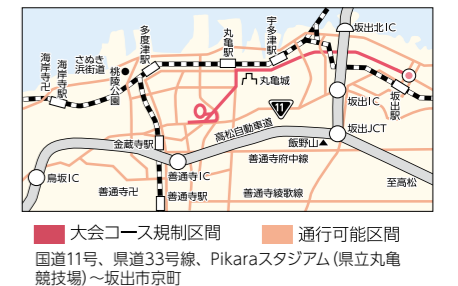 坂出北IC
宇多津駅
多度津駅
丸亀駅
さぬき
浜街道
桃陵公園
海岸寺駅
海岸寺卍
丸亀城
坂出駅
坂出IC
11
高松自動車道
飯野山▲
坂出JCT
金蔵寺駅
善通寺府中線
善通寺IC
鳥坂IC
至高松
善通寺卍
善通寺駅
善通寺綾歌線
大会コース規制区間
通行可能区間
国道11号、県道33号線、Pikaraスタジアム(県立丸亀
競技場)～坂出市京町